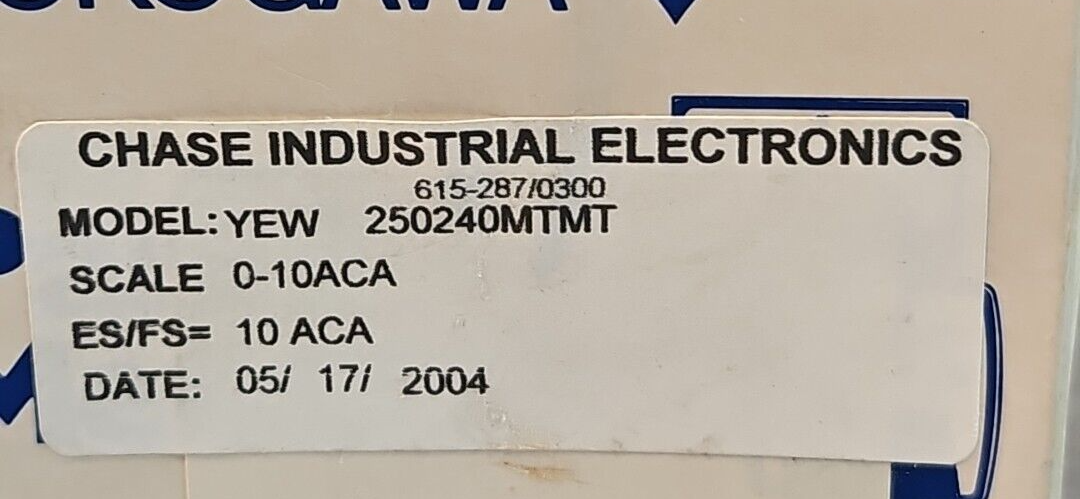 CHASE INDUSTRIAL ELECTRONICS
615-287/0300
MODEL: YEW 250240MTMT
SCALE 0-10ACA
ES/FS= 10 ACA
DATE: 05/ 17/ 2004